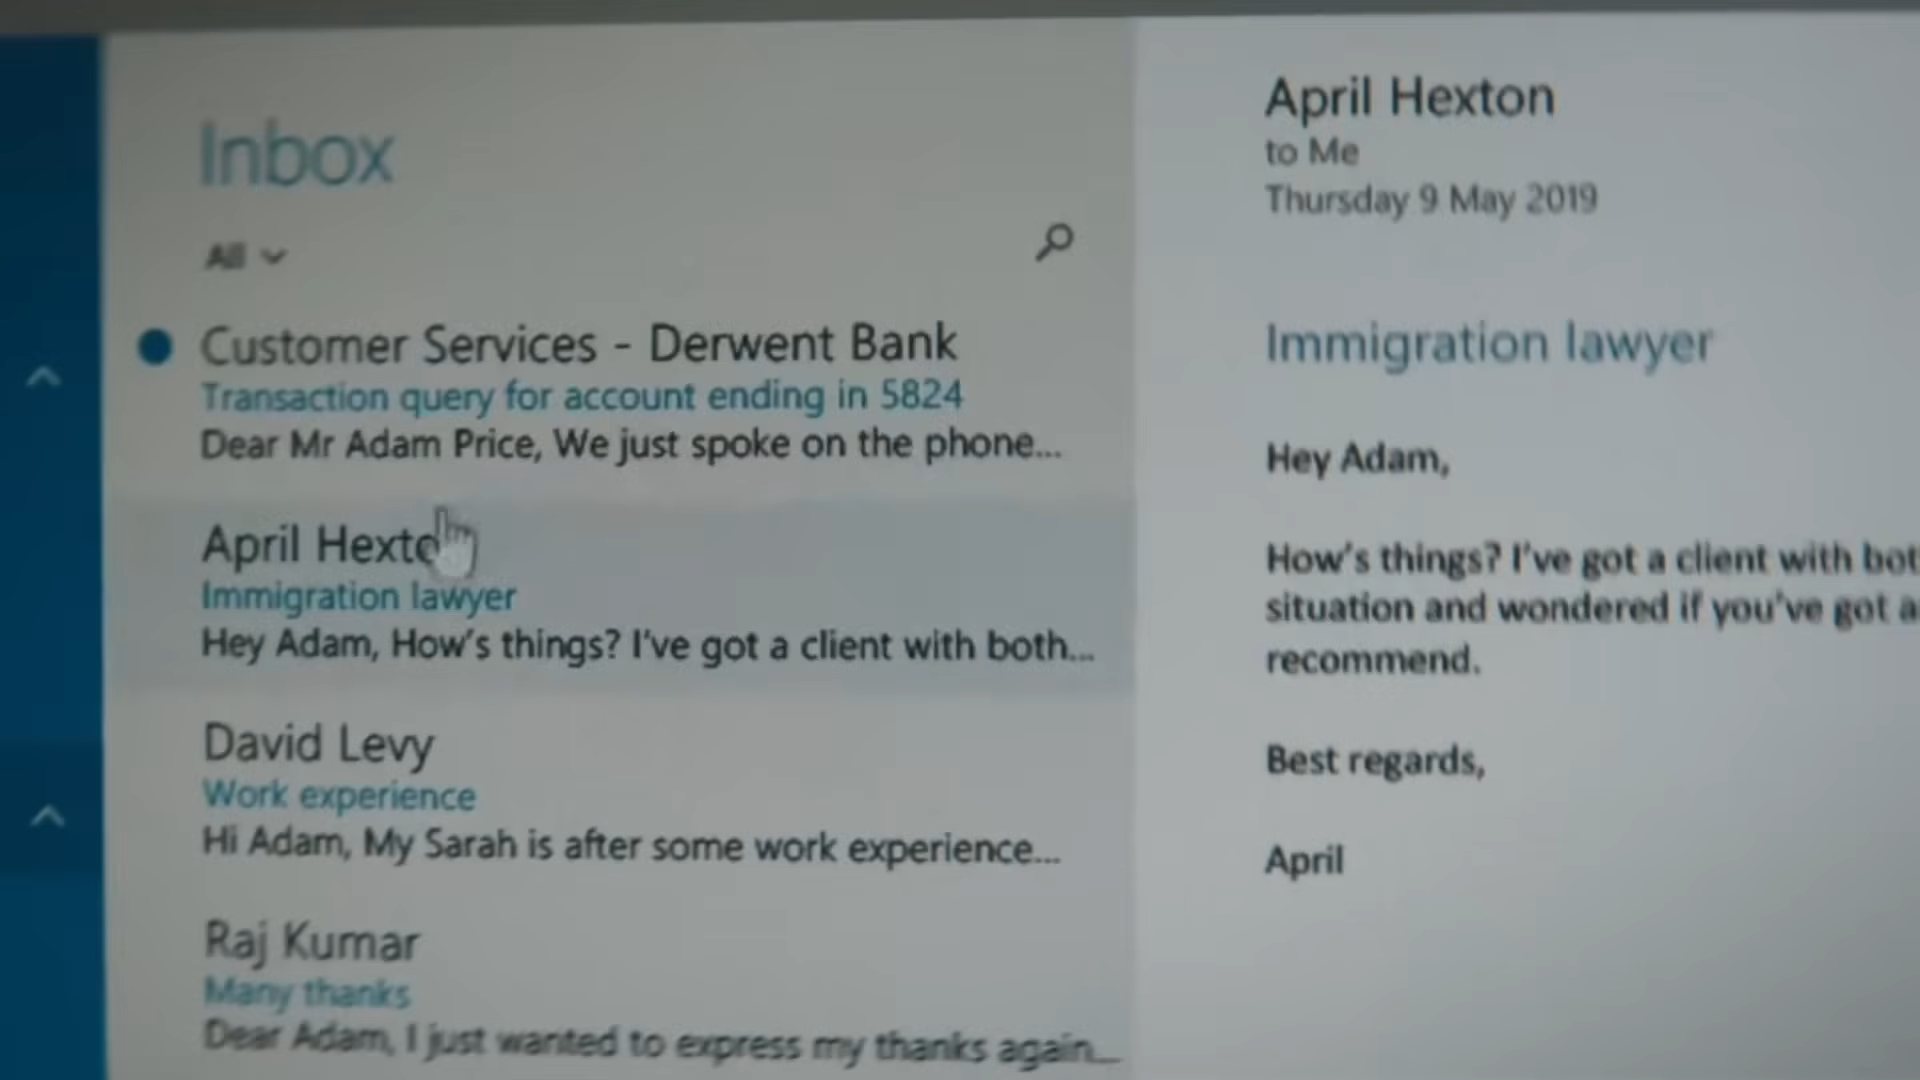 Inbox
All
Customer Services - Derwent Bank
Transaction query for account ending in 5824
Dear Mr Adam Price, We just spoke on the phone...
April Hexto
Immigration lawyer
Hey Adam, How's things? I've got a client with both...
David Levy
Work experience
Hi Adam, My Sarah is after some work experience...
Raj Kumar
Many thanks
Dear Adam, I just wanted to express my thanks again...
April Hexton
to Me
Thursday 9 May 2019
Immigration lawyer
Hey Adam,
How's things? I've got a client with bot
situation and wondered if you've got a
recommend.
Best regards,
April